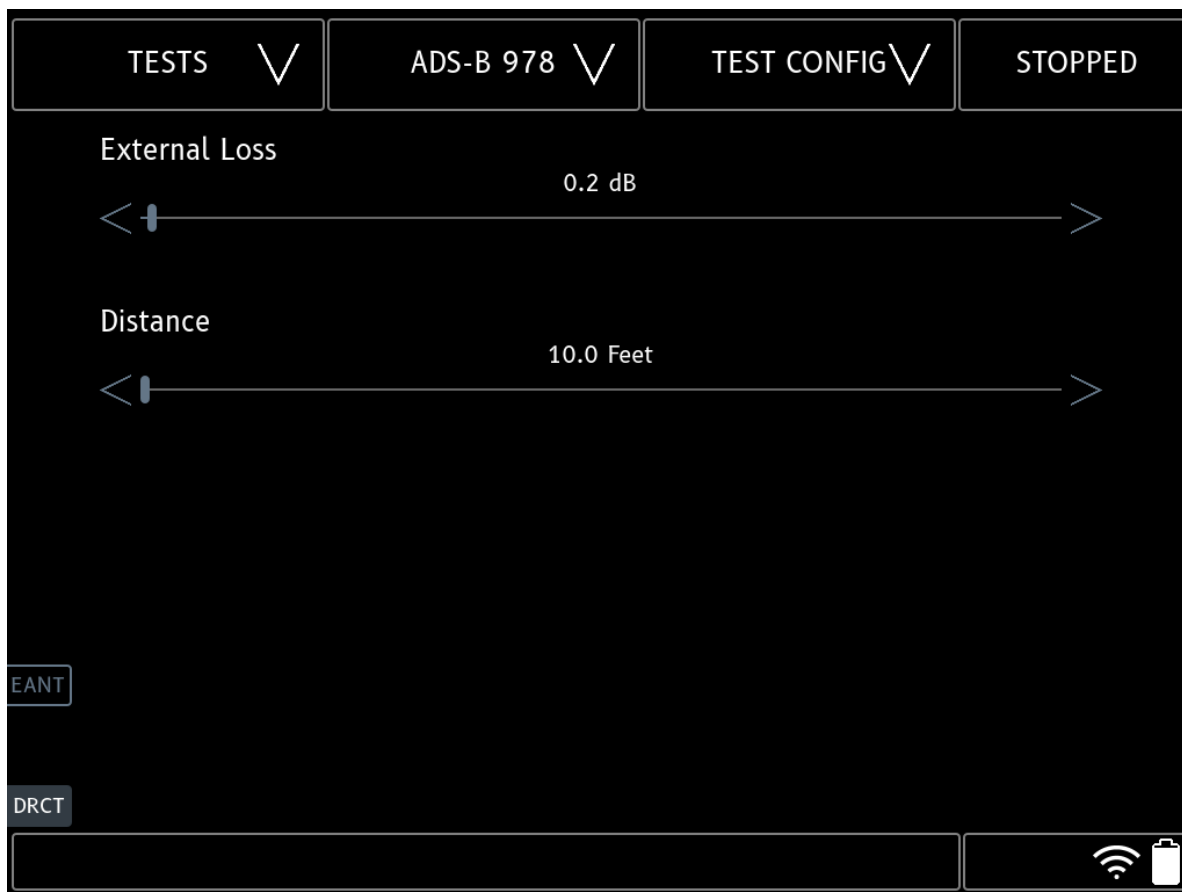 TESTS
ADS-B 978
TEST CONFIG
STOPPED
External Loss
0.2 dB
Distance
10.0 Feet
EANT
DRCT